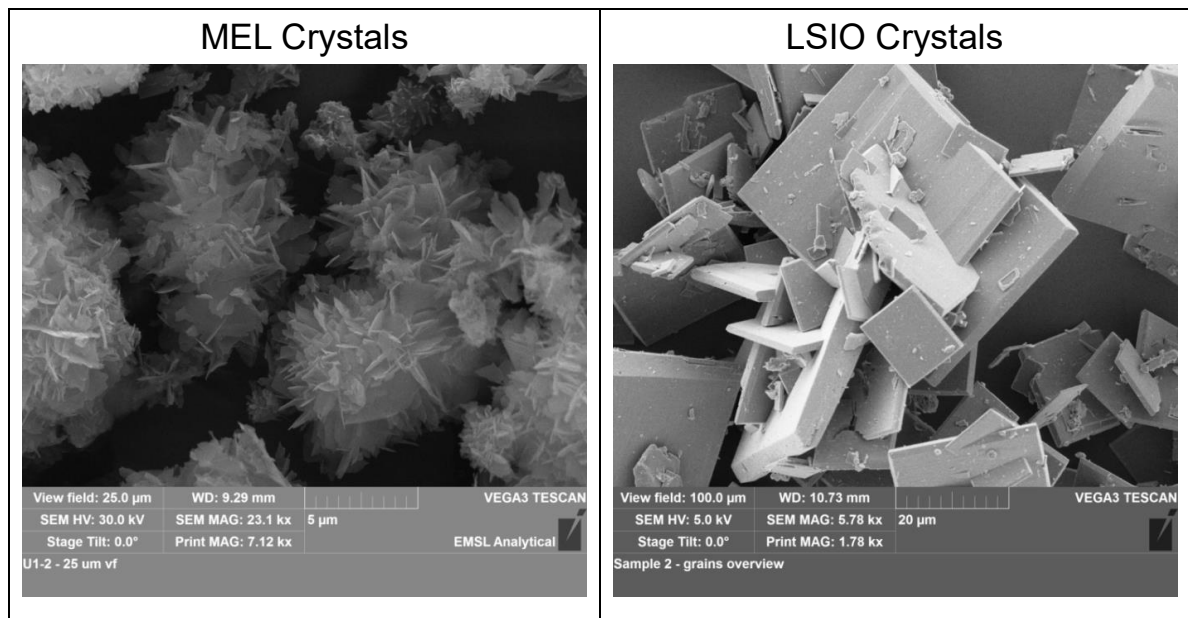 MEL Crystals
LSIO Crystals
View field: 25.0 µm WD: 9.29 mm VEGA3 TESCAN
SEM HV: 30.0 kV SEM MAG: 23.1 kx 5 µm
Stage Tilt: 0.0° Print MAG: 7.12 kx EMSL Analytical
U1-2 - 25 um vf
View field: 100.0 µm WD: 10.73 mm VEGA3 TESCAN
SEM HV: 5.0 kV SEM MAG: 5.78 kx 20 µm
Stage Tilt: 0.0° Print MAG: 1.78 kx
Sample 2 - grains overview